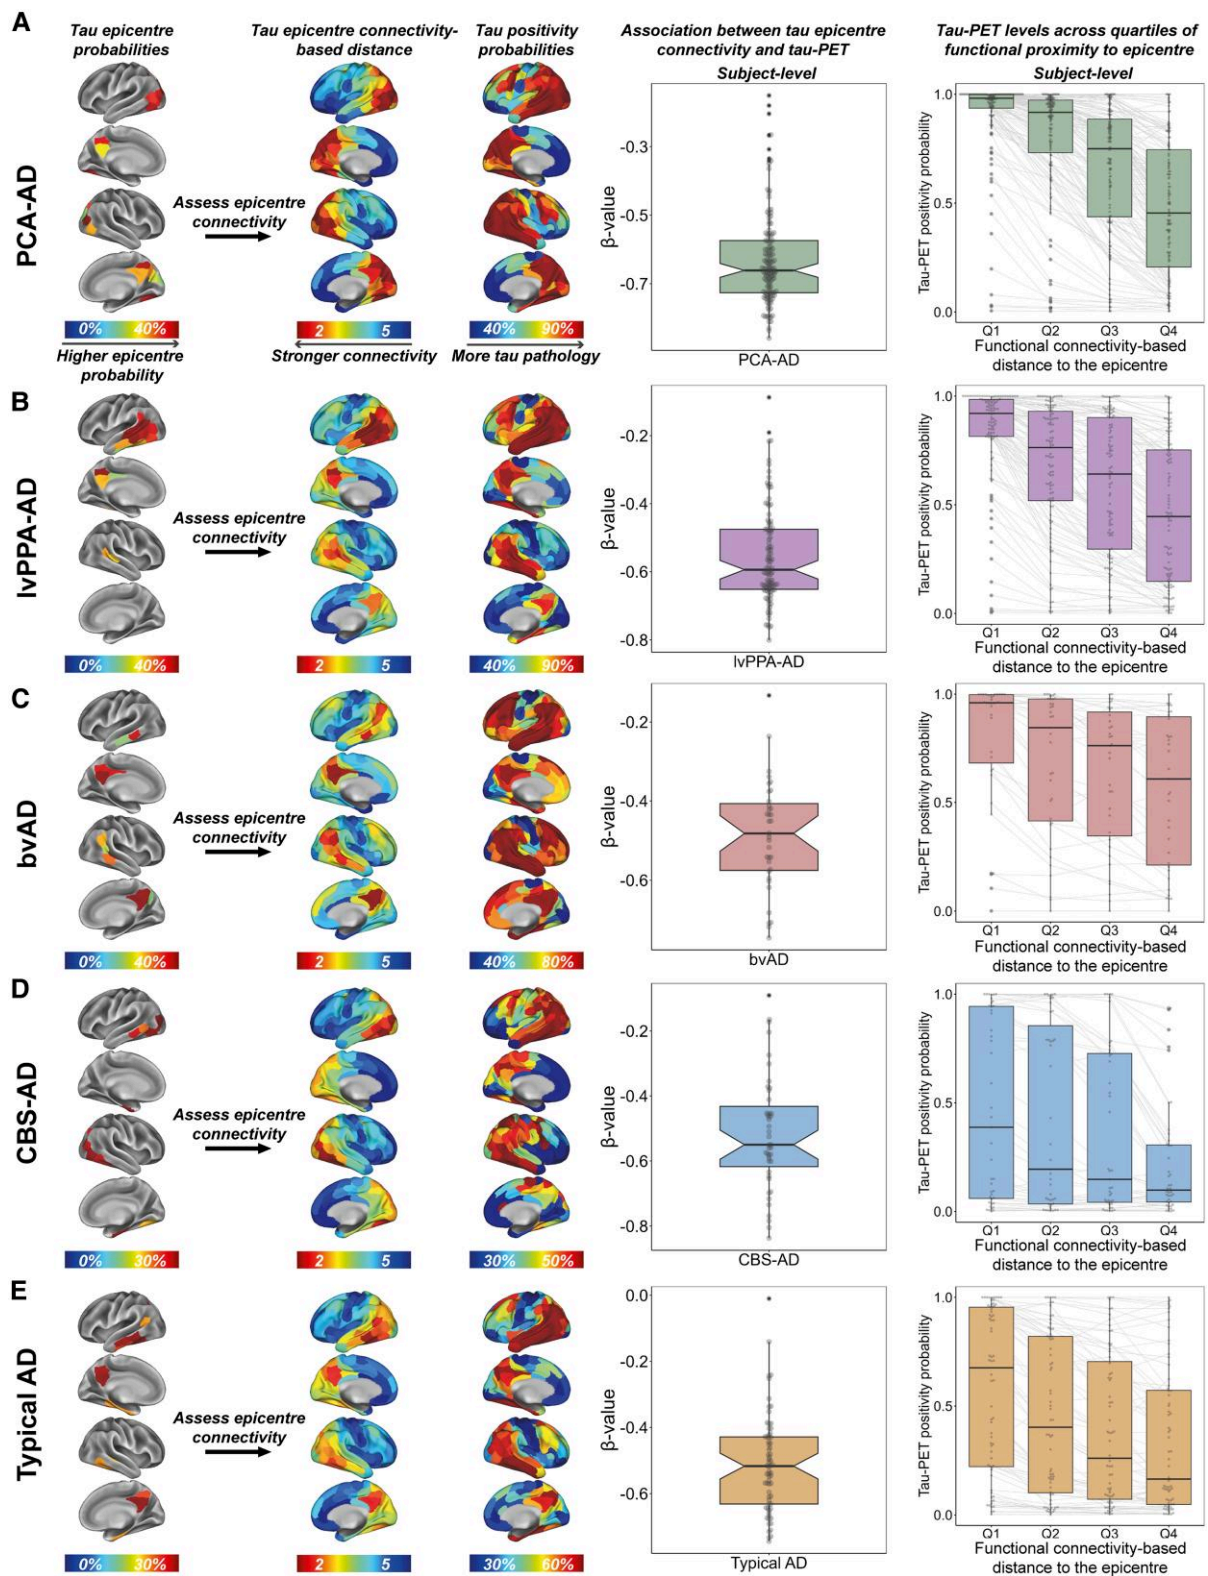 A
Tau epicentre
probabilities
Tau epicentre connectivity-
based distance
Tau positivity
probabilities
Association between tau epicentre
connectivity and tau-PET
Subject-level
Tau-PET levels across quartiles of
functional proximity to epicentre
Subject-level
PCA-AD
Assess epicentre
connectivity
0% 40%
Higher epicentre
probability
2 5
Stronger connectivity
40% 90%
More tau pathology
β-value
-0.3
-0.5
-0.7
PCA-AD
Tau-PET positivity probability
1.0
0.5
0.0
Q1 Q2 Q3 Q4
Functional connectivity-based
distance to the epicentre
B
lvPPA-AD
Assess epicentre
connectivity
0% 40%
2 5
40% 90%
β-value
-0.2
-0.4
-0.6
-0.8
lvPPA-AD
Tau-PET positivity probability
1.0
0.5
0.0
Q1 Q2 Q3 Q4
Functional connectivity-based
distance to the epicentre
C
bvAD
Assess epicentre
connectivity
0% 40%
2 5
40% 80%
β-value
-0.2
-0.4
-0.6
bvAD
Tau-PET positivity probability
1.0
0.5
0.0
Q1 Q2 Q3 Q4
Functional connectivity-based
distance to the epicentre
D
CBS-AD
Assess epicentre
connectivity
0% 30%
2 5
30% 50%
β-value
-0.2
-0.4
-0.6
-0.8
CBS-AD
Tau-PET positivity probability
1.0
0.5
0.0
Q1 Q2 Q3 Q4
Functional connectivity-based
distance to the epicentre
E
Typical AD
Assess epicentre
connectivity
0% 30%
2 5
30% 60%
β-value
0.0
-0.2
-0.4
-0.6
Typical AD
Tau-PET positivity probability
1.0
0.5
0.0
Q1 Q2 Q3 Q4
Functional connectivity-based
distance to the epicentre